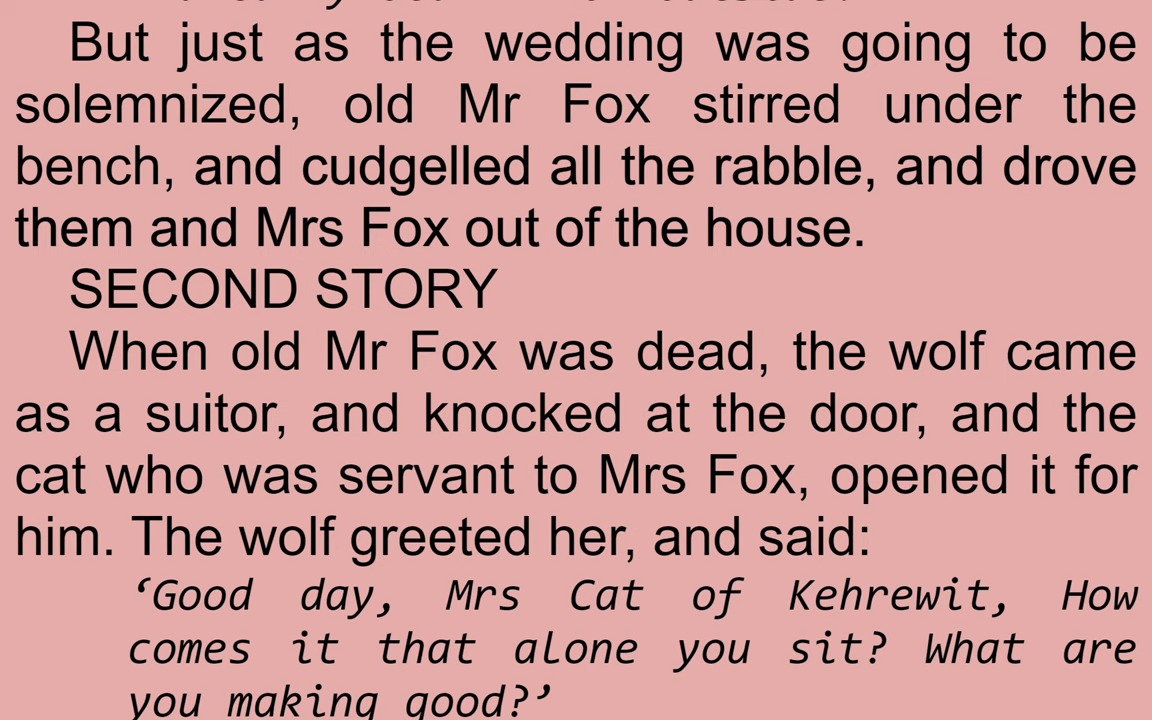 But just as the wedding was going to be
solemnized, old Mr Fox stirred under the
bench, and cudgelled all the rabble, and drove
them and Mrs Fox out of the house.
SECOND STORY
When old Mr Fox was dead, the wolf came
as a suitor, and knocked at the door, and the
cat who was servant to Mrs Fox, opened it for
him. The wolf greeted her, and said:
‘Good day, Mrs Cat of Kehrewit, How
comes it that alone you sit? What are
you making good?’